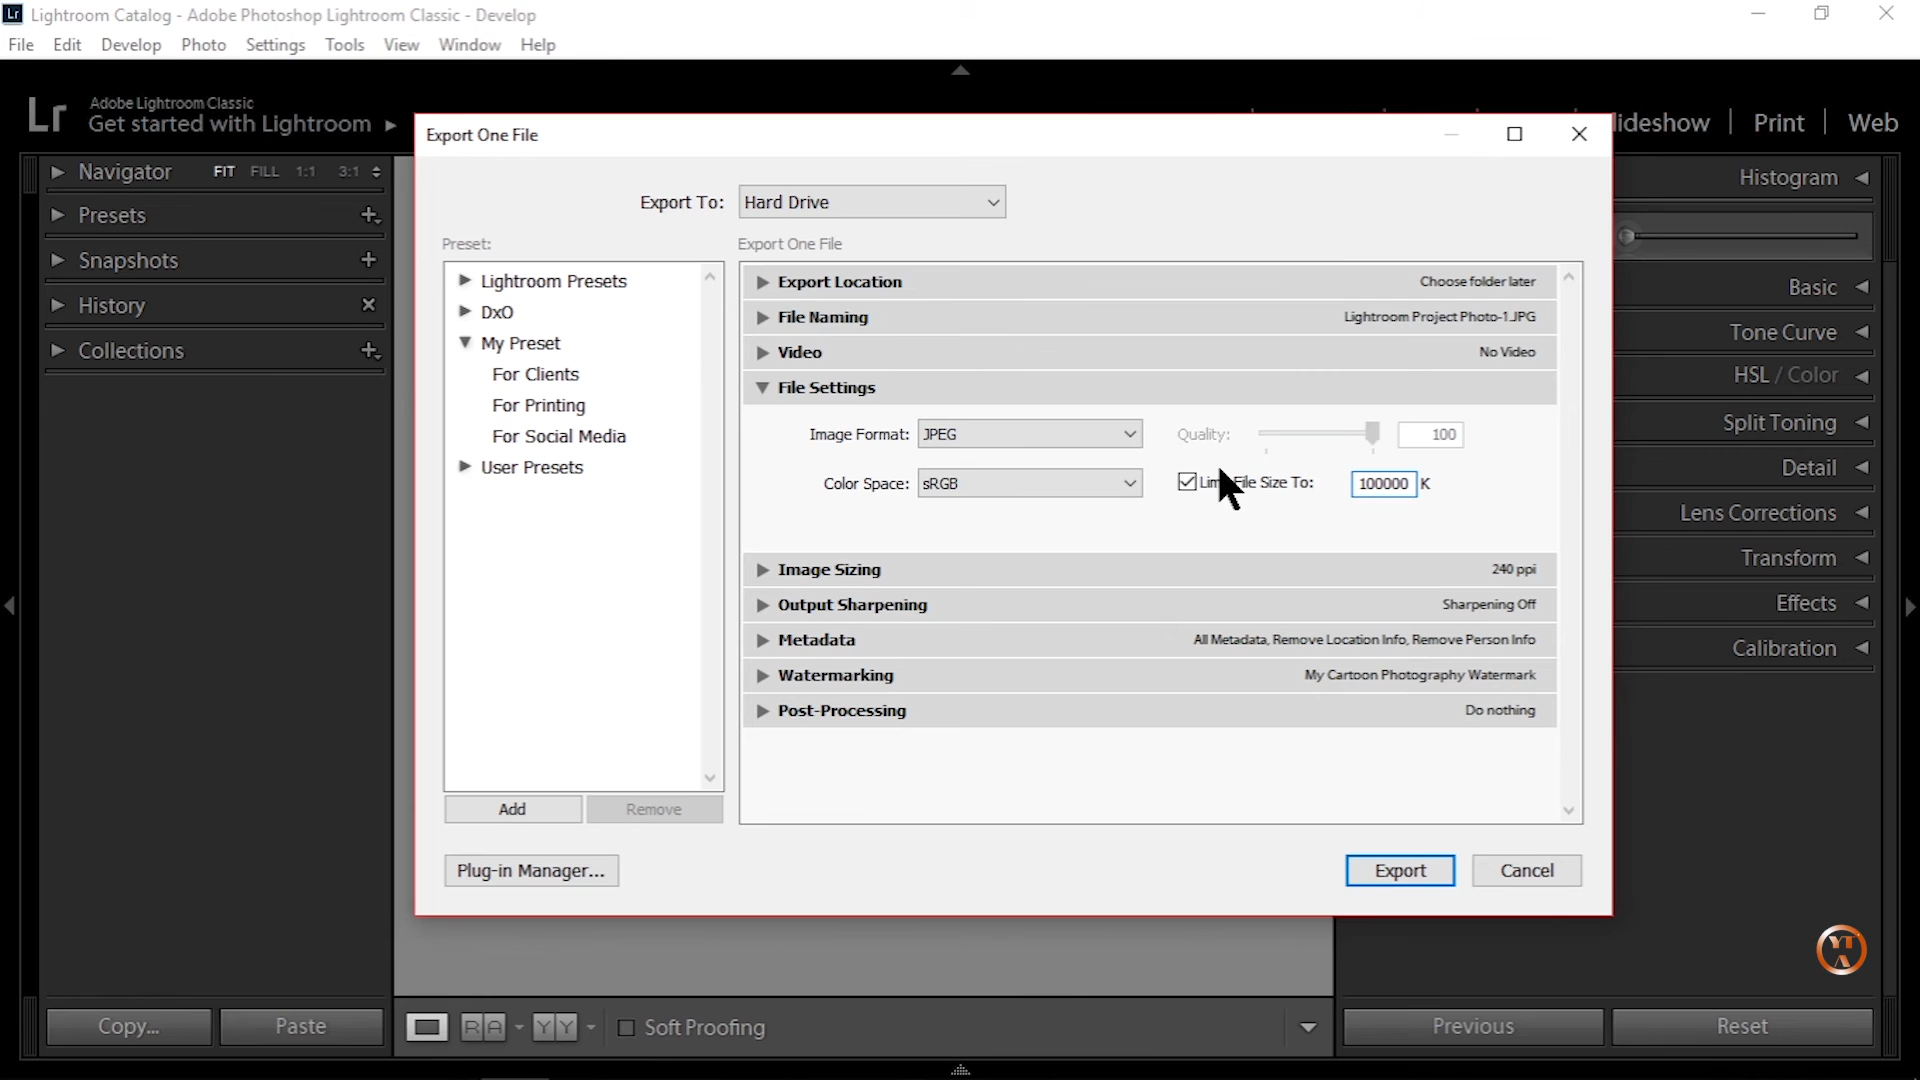 Lr Lightroom Catalog - Adobe Photoshop Lightroom Classic - Develop
File Edit Develop Photo Settings Tools View Window Help
Lr Adobe Lightroom Classic
Get started with Lightroom
lideshow | Print | Web
Navigator FIT FILL 1:1 3:1
Presets
Snapshots
History
Collections
Export One File
Export To: Hard Drive
Preset:
Lightroom Presets
DxO
My Preset
For Clients
For Printing
For Social Media
User Presets
Add Remove
Plug-in Manager...
Export One File
Export Location Choose folder later
File Naming Lightroom Project Photo-1.JPG
Video No Video
File Settings
Image Format: JPEG Quality: 100
Color Space: sRGB Lim File Size To: 100000 K
Image Sizing 240 ppi
Output Sharpening Sharpening Off
Metadata All Metadata, Remove Location Info, Remove Person Info
Watermarking My Cartoon Photography Watermark
Post-Processing Do nothing
Export Cancel
Histogram
Basic
Tone Curve
HSL / Color
Split Toning
Detail
Lens Corrections
Transform
Effects
Calibration
YTA
Copy... Paste
RA YY Soft Proofing
Previous Reset